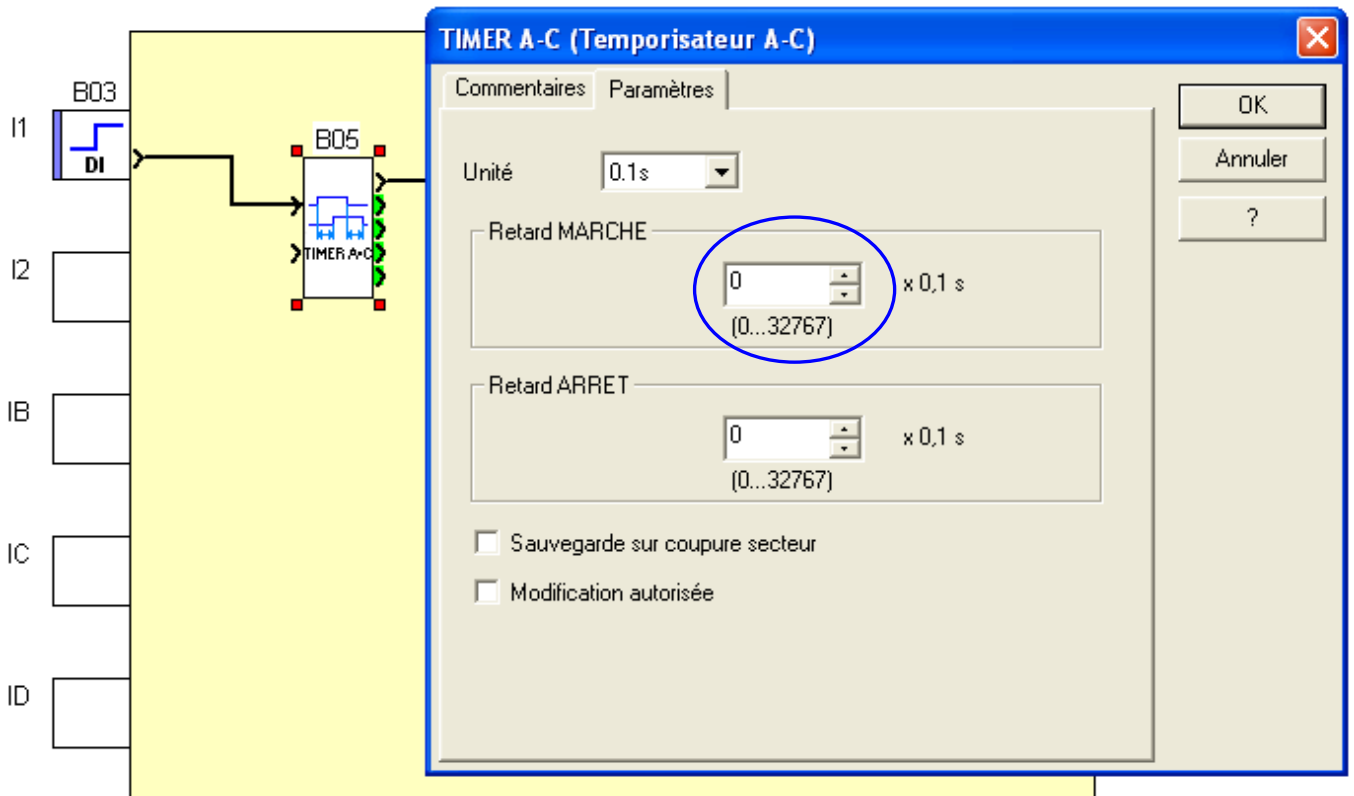 TIMER A-C (Temporisateur A-C)
Commentaires
Paramètres
OK
Annuler
?
Unité
0.1s
Retard MARCHE
0
x 0,1 s
(0...32767)
Retard ARRET
0
x 0,1 s
(0...32767)
Sauvegarde sur coupure secteur
Modification autorisée
B03
I1
DI
B05
TIMER A-C
I2
IB
IC
ID